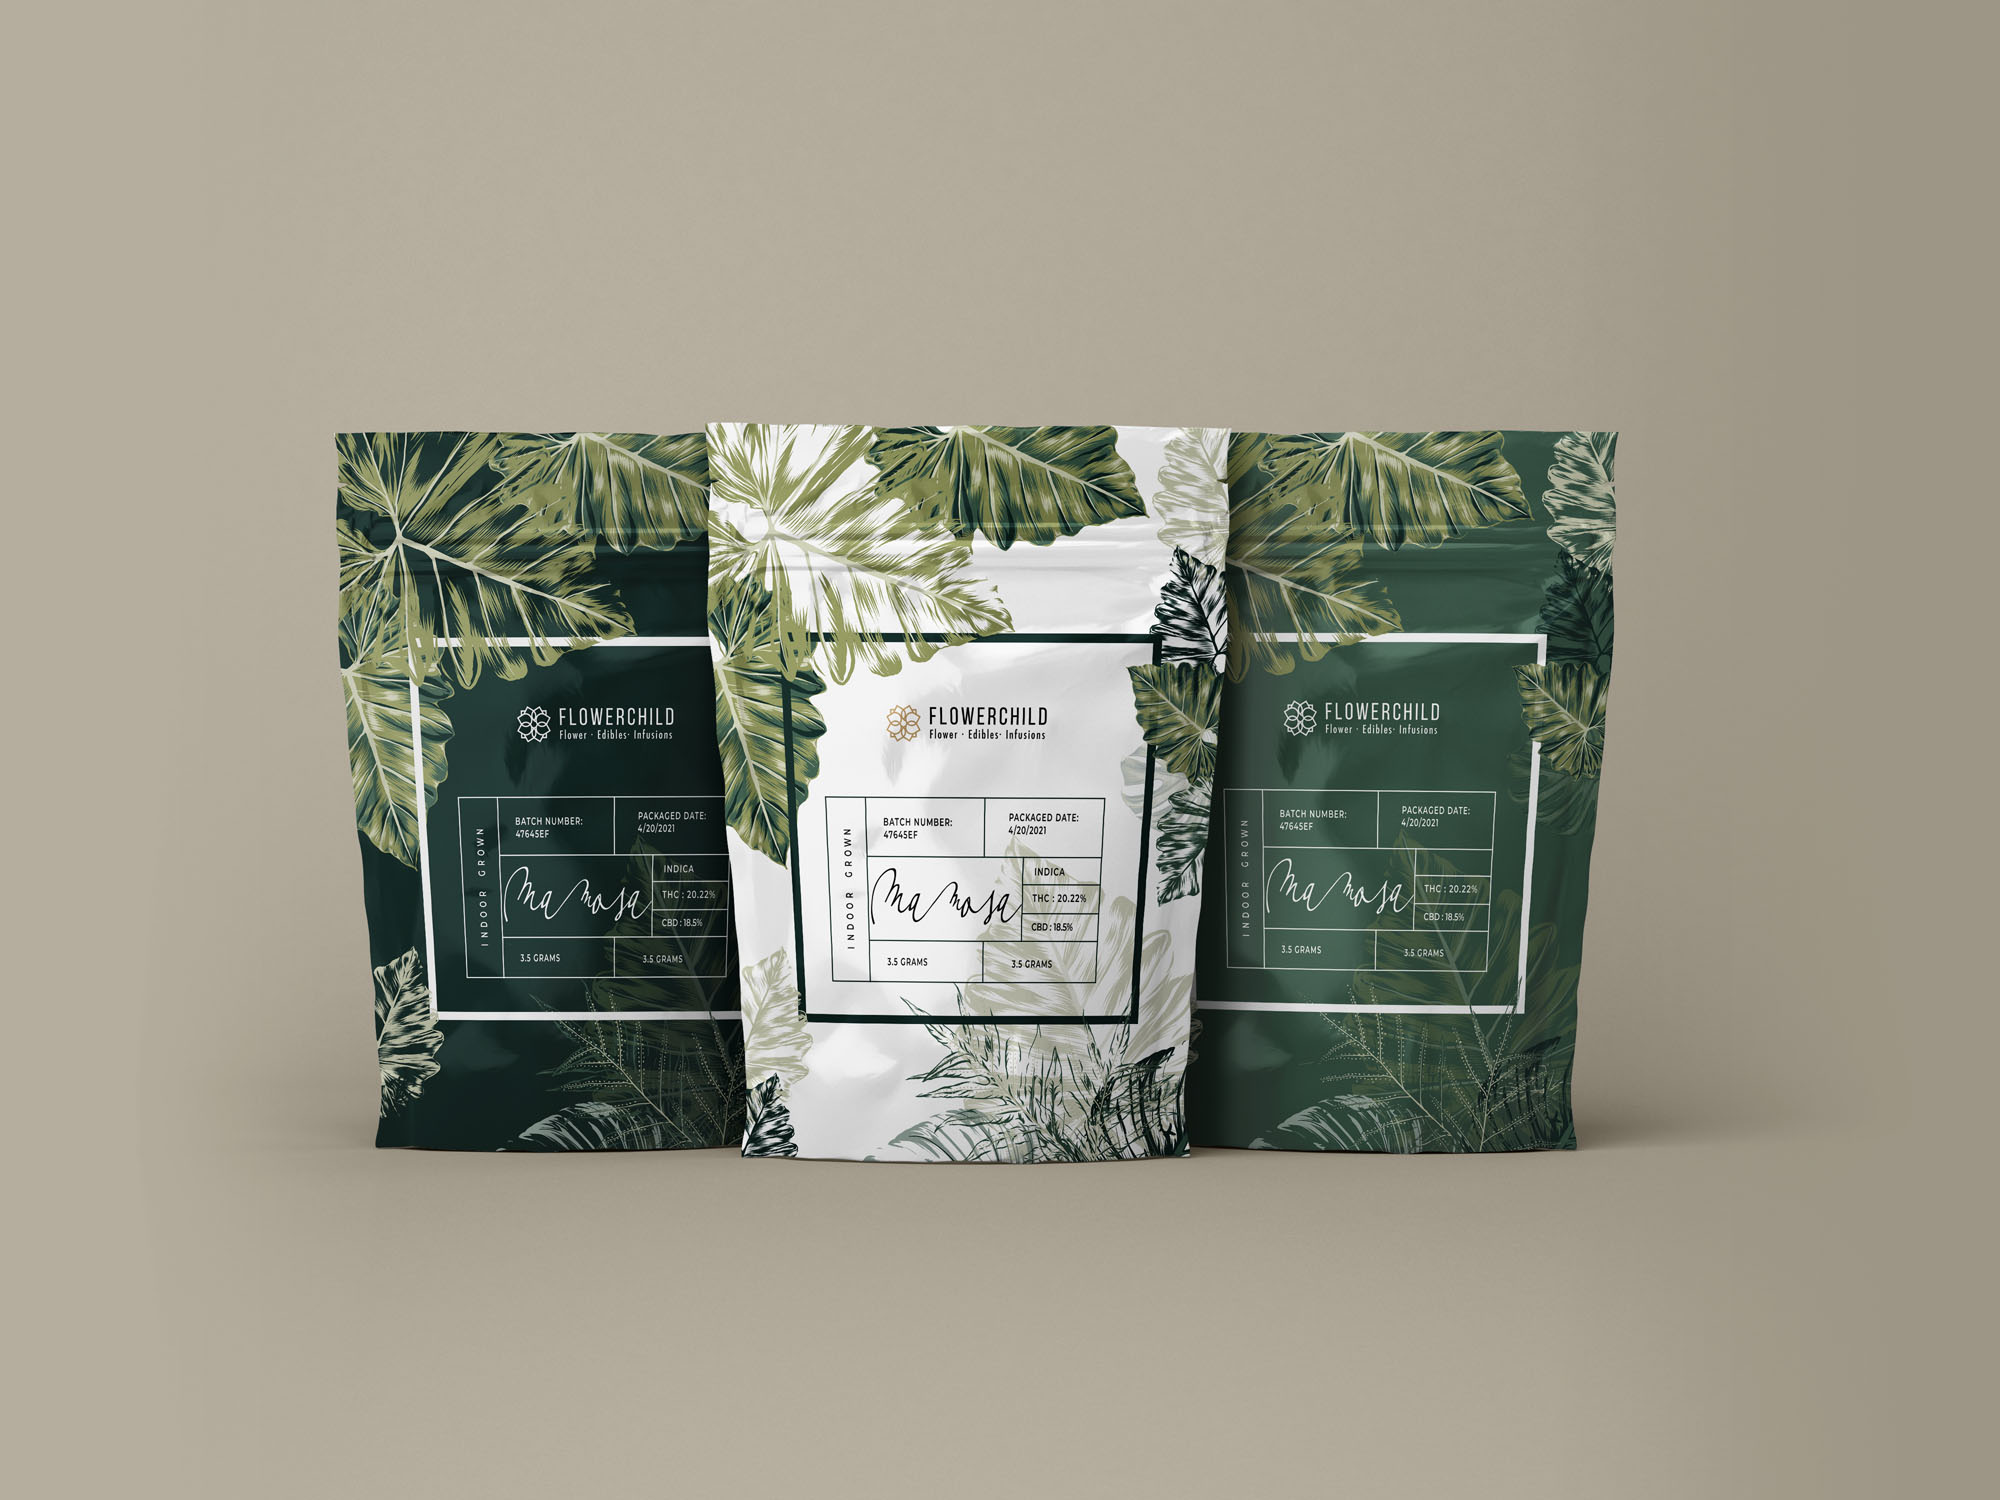 FLOWERCHILD
Flower · Edibles· Infusions
INDOOR GROWN
BATCH NUMBER:
47645EF
PACKAGED DATE:
4/20/2021
Mamosa
INDICA
THC : 20.22%
CBD : 18.5%
3.5 GRAMS
3.5 GRAMS
FLOWERCHILD
Flower · Edibles· Infusions
INDOOR GROWN
BATCH NUMBER:
47645EF
PACKAGED DATE:
4/20/2021
Mamosa
INDICA
THC : 20.22%
CBD : 18.5%
3.5 GRAMS
3.5 GRAMS
FLOWERCHILD
Flower · Edibles· Infusions
INDOOR GROWN
BATCH NUMBER:
47645EF
PACKAGED DATE:
4/20/2021
Mamosa
THC : 20.22%
CBD : 18.5%
3.5 GRAMS
3.5 GRAMS